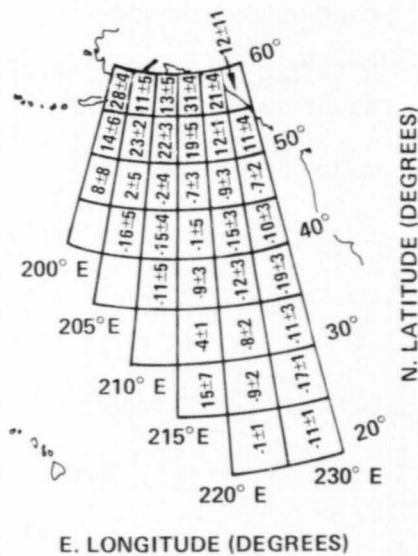 12±11
60°
28±4 11±5 13±5 31±4 21±4
50°
14±6 23±2 22±3 19±5 12±1 11±4
8±8 2±5 -2±4 -7±3 -9±3 -7±2
40°
-16±5 -15±4 -1±5 -15±3 -10±3
200° E
-11±5 -9±3 -12±3 -19±3
30°
205° E
-4±1 -8±2 -11±3
210° E
15±7 -9±2 -17±1
20°
215° E
-1±1 -11±1
230° E
220° E
N. LATITUDE (DEGREES)
E. LONGITUDE (DEGREES)